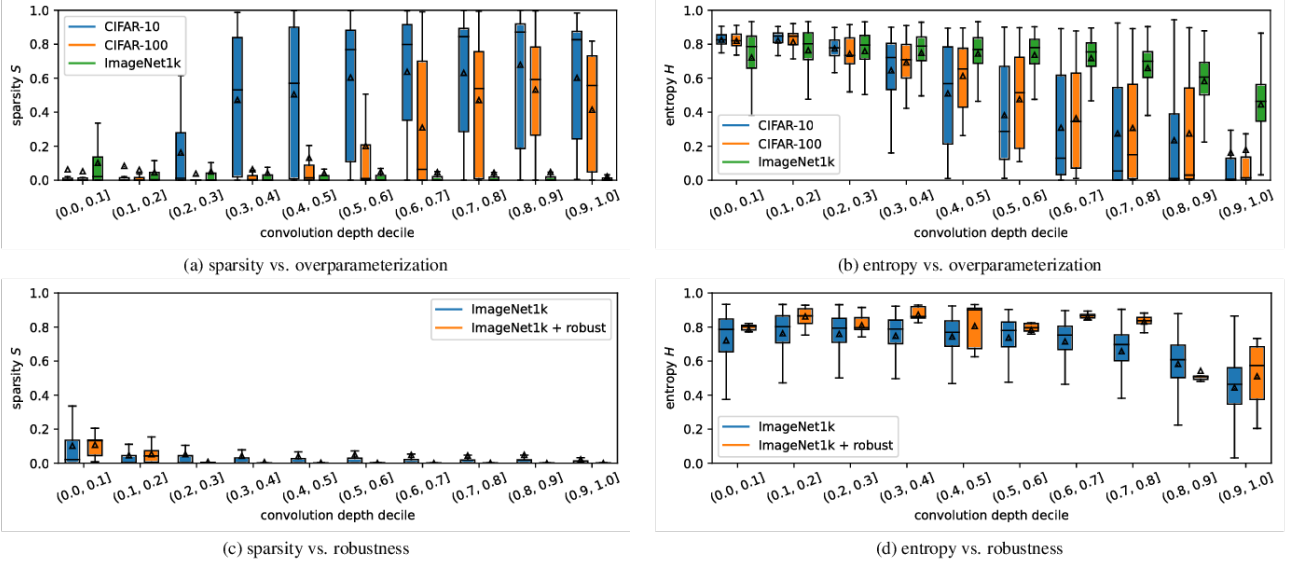 1.0
0.8
0.6
0.4
0.2
0.0
sparsity S
CIFAR-10
CIFAR-100
ImageNet1k
(0.0, 0.1]
(0.1, 0.2]
(0.2, 0.3]
(0.3, 0.4]
(0.4, 0.5]
(0.5, 0.6]
(0.6, 0.7]
(0.7, 0.8]
(0.8, 0.9]
(0.9, 1.0]
convolution depth decile
(a) sparsity vs. overparameterization
1.0
0.8
0.6
0.4
0.2
0.0
entropy H
CIFAR-10
CIFAR-100
ImageNet1k
(0.0, 0.1]
(0.1, 0.2]
(0.2, 0.3]
(0.3, 0.4]
(0.4, 0.5]
(0.5, 0.6]
(0.6, 0.7]
(0.7, 0.8]
(0.8, 0.9]
(0.9, 1.0]
convolution depth decile
(b) entropy vs. overparameterization
1.0
0.8
0.6
0.4
0.2
0.0
sparsity S
ImageNet1k
ImageNet1k + robust
(0.0, 0.1]
(0.1, 0.2]
(0.2, 0.3]
(0.3, 0.4]
(0.4, 0.5]
(0.5, 0.6]
(0.6, 0.7]
(0.7, 0.8]
(0.8, 0.9]
(0.9, 1.0]
convolution depth decile
(c) sparsity vs. robustness
1.0
0.8
0.6
0.4
0.2
0.0
entropy H
ImageNet1k
ImageNet1k + robust
(0.0, 0.1]
(0.1, 0.2]
(0.2, 0.3]
(0.3, 0.4]
(0.4, 0.5]
(0.5, 0.6]
(0.6, 0.7]
(0.7, 0.8]
(0.8, 0.9]
(0.9, 1.0]
convolution depth decile
(d) entropy vs. robustness